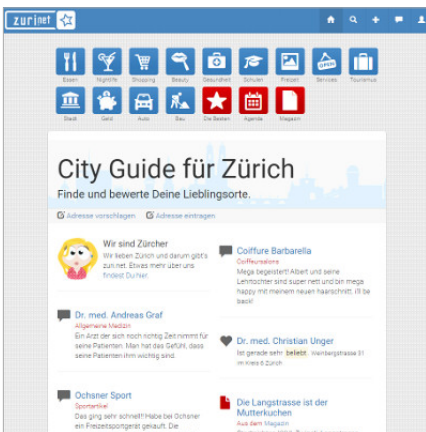 zurinet
Essen Nightlife Shopping Beauty Gesundheit Schulen Freizeit Services Tourismus
Stadt Geld Auto Bau Die Besten Agenda Magazin
City Guide für Zürich
Finde und bewerte Deine Lieblingsorte.
Adresse vorschlagen Adresse eintragen
Wir sind Zürcher
Wir lieben Zürich und darum gibt's
zuri.net. Etwas mehr über uns
findest Du hier.
Coiffure Barbarella
Coiffeursalons
Mega begeistert! Albert und seine
Lehrtochter sind super nett und bin mega
happy mit meinem neuen haarschnitt. i'll be
back!
Dr. med. Andreas Graf
Allgemeine Medizin
Ein Arzt der sich noch richtig Zeit nimmt für
seine Patienten. Man hat das Gefühl, dass
seine Patienten ihm wichtig sind.
Dr. med. Christian Unger
Ist gerade sehr beliebt. Weinbergstrasse 31
im Kreis 6 Zürich
Ochsner Sport
Sportartikel
Das ging sehr schnell!! Habe bei Ochsner
ein Freizeitsportgerät gekauft. Die
Die Langstrasse ist der
Mutterkuchen
Aus dem Magazin